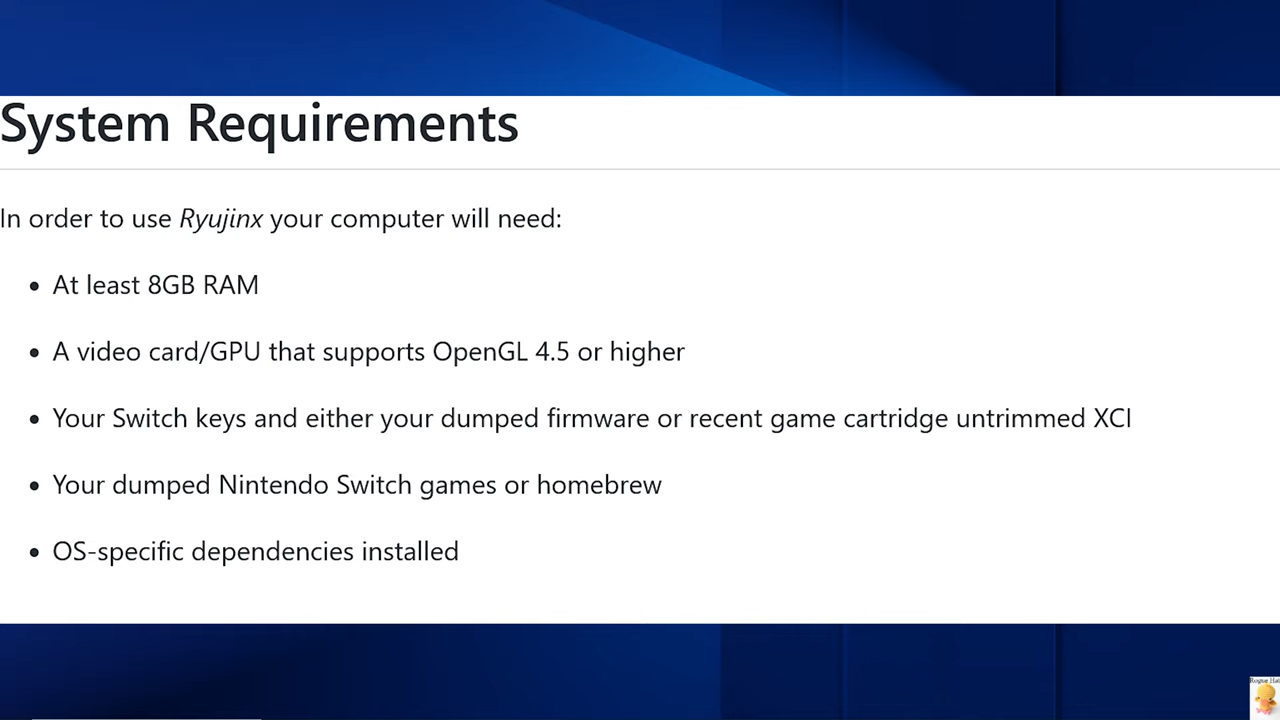 System Requirements
In order to use Ryujinx your computer will need:
At least 8GB RAM
A video card/GPU that supports OpenGL 4.5 or higher
Your Switch keys and either your dumped firmware or recent game cartridge untrimmed XCI
Your dumped Nintendo Switch games or homebrew
OS-specific dependencies installed
Rogue Hat